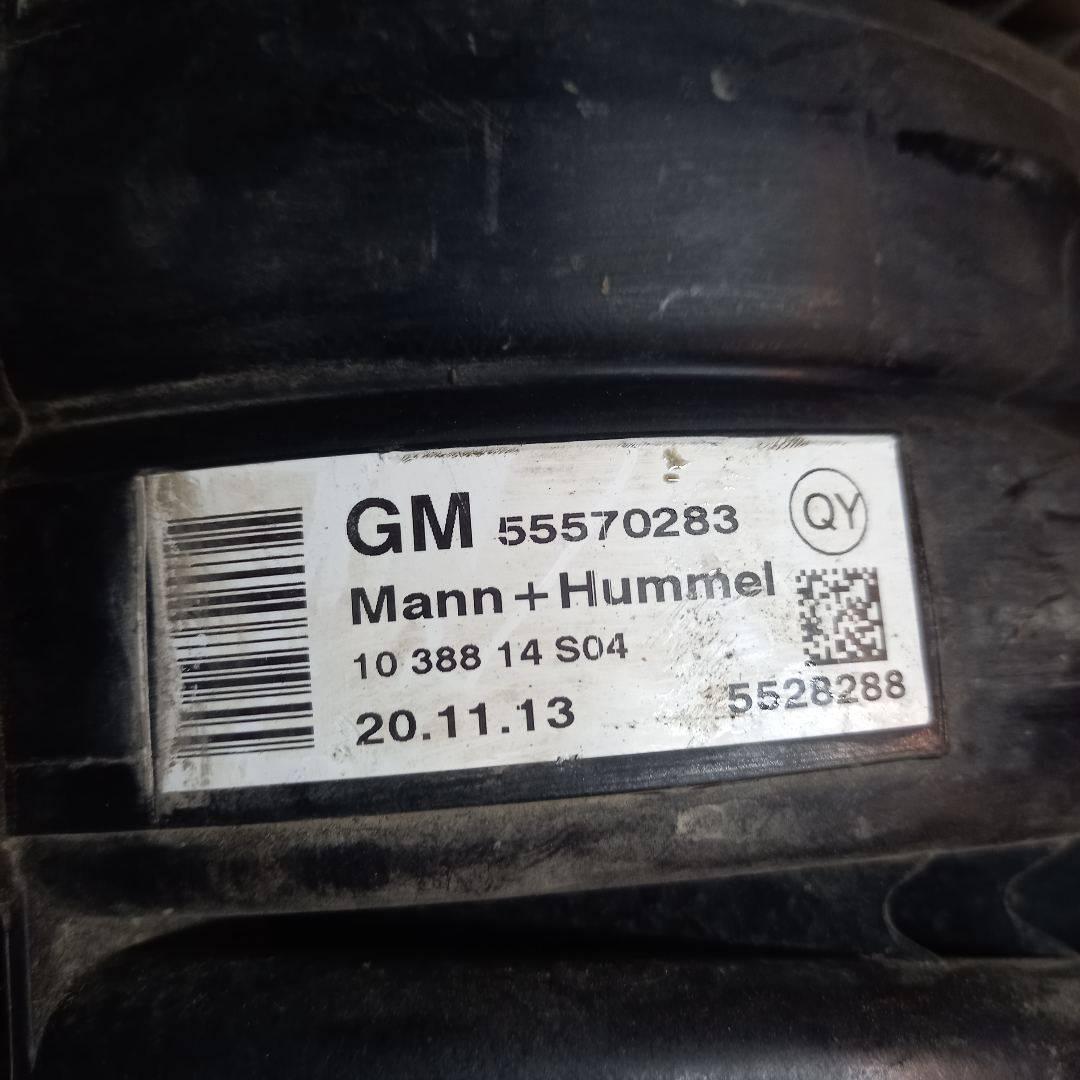 GM 55570283 QY
Mann+Hummel
10 388 14 S04
20.11.13 5528288